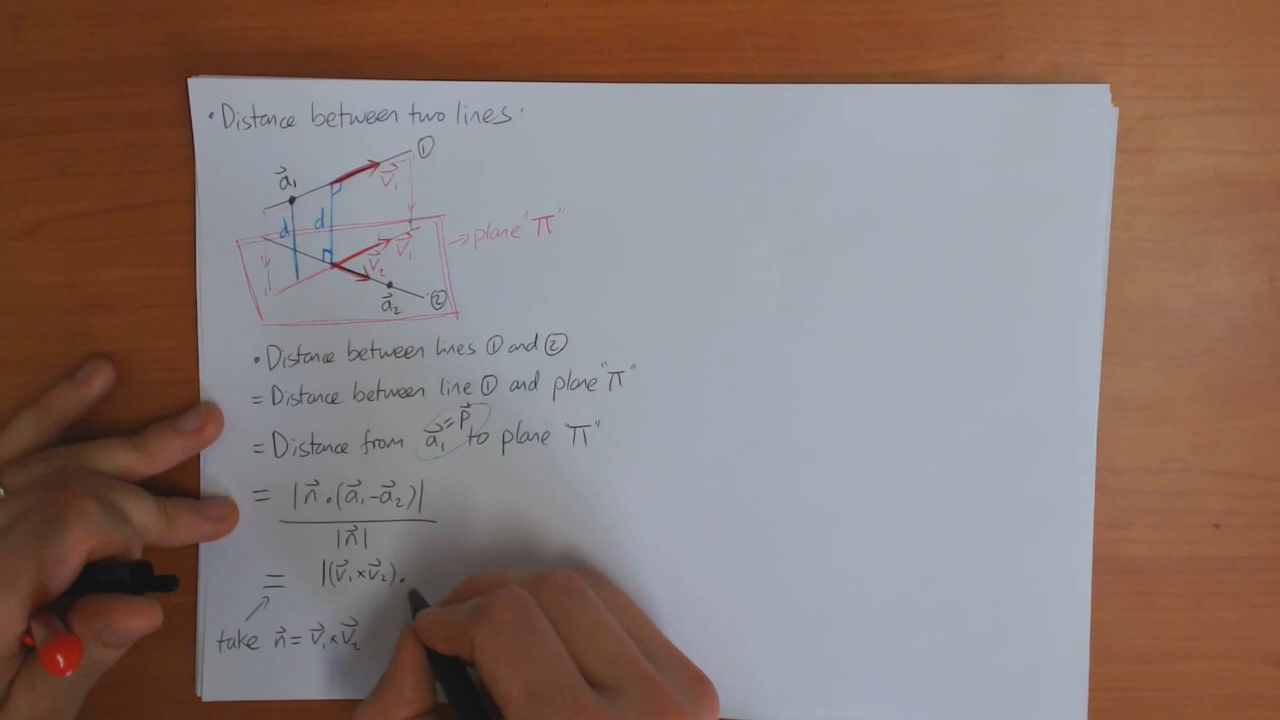 • Distance between two lines:
①
a⃗₁
v⃗₁
d d
plane "π"
v⃗₁
v⃗₂
a⃗₂
②
• Distance between lines ① and ②
= Distance between line ① and plane "π"
= Distance from a⃗₁ = P⃗ to plane "π"
= |n⃗ • (a⃗₁ - a⃗₂)|
|n⃗|
= |(v⃗₁ × v⃗₂) •
take n⃗ = v⃗₁ × v⃗₂